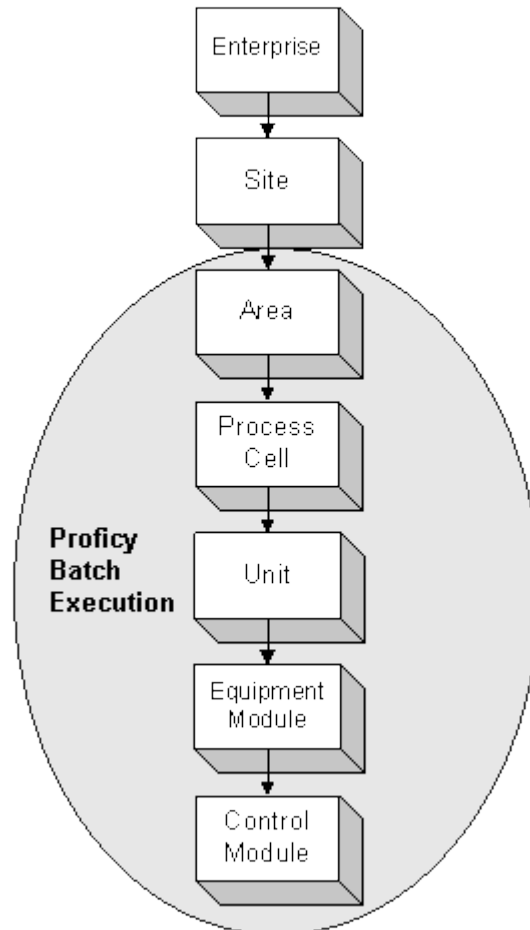 Enterprise
Site
Area
Process
Cell
Proficy
Batch
Execution
Unit
Equipment
Module
Control
Module